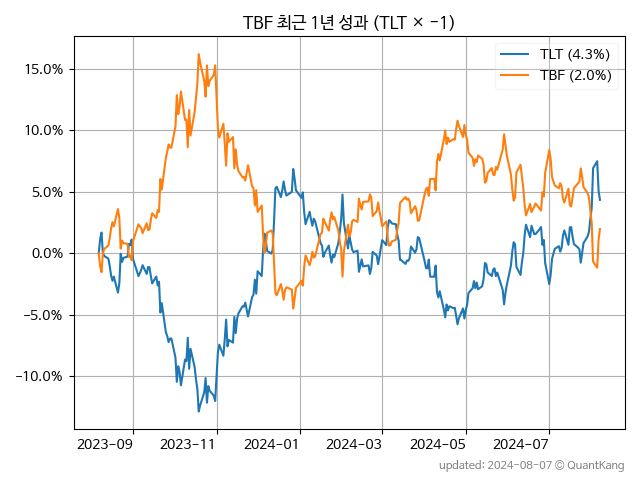 TBF 최근 1년 성과 (TLT × −1)
TLT (4.3%)
TBF (2.0%)
15.0%
10.0%
5.0%
0.0%
−5.0%
−10.0%
2023−09 2023−11 2024−01 2024−03 2024−05 2024−07
updated: 2024-08-07 © QuantKang